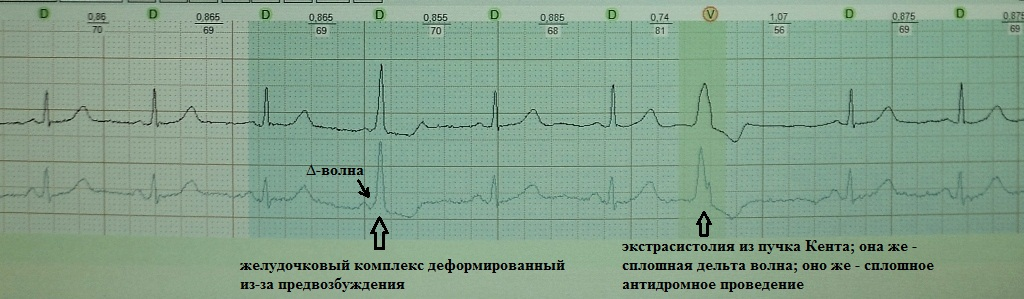 D D D D D D V D D
0,86 0,865 0,865 0,855 0,885 0,74 1,07 0,875 0,875
70 69 69 70 68 81 56 69 69
Δ-волна
желудочковый комплекс деформированный
из-за предвозбуждения
экстрасистолия из пучка Кента; она же -
сплошная дельта волна; оно же - сплошное
антидромное проведение